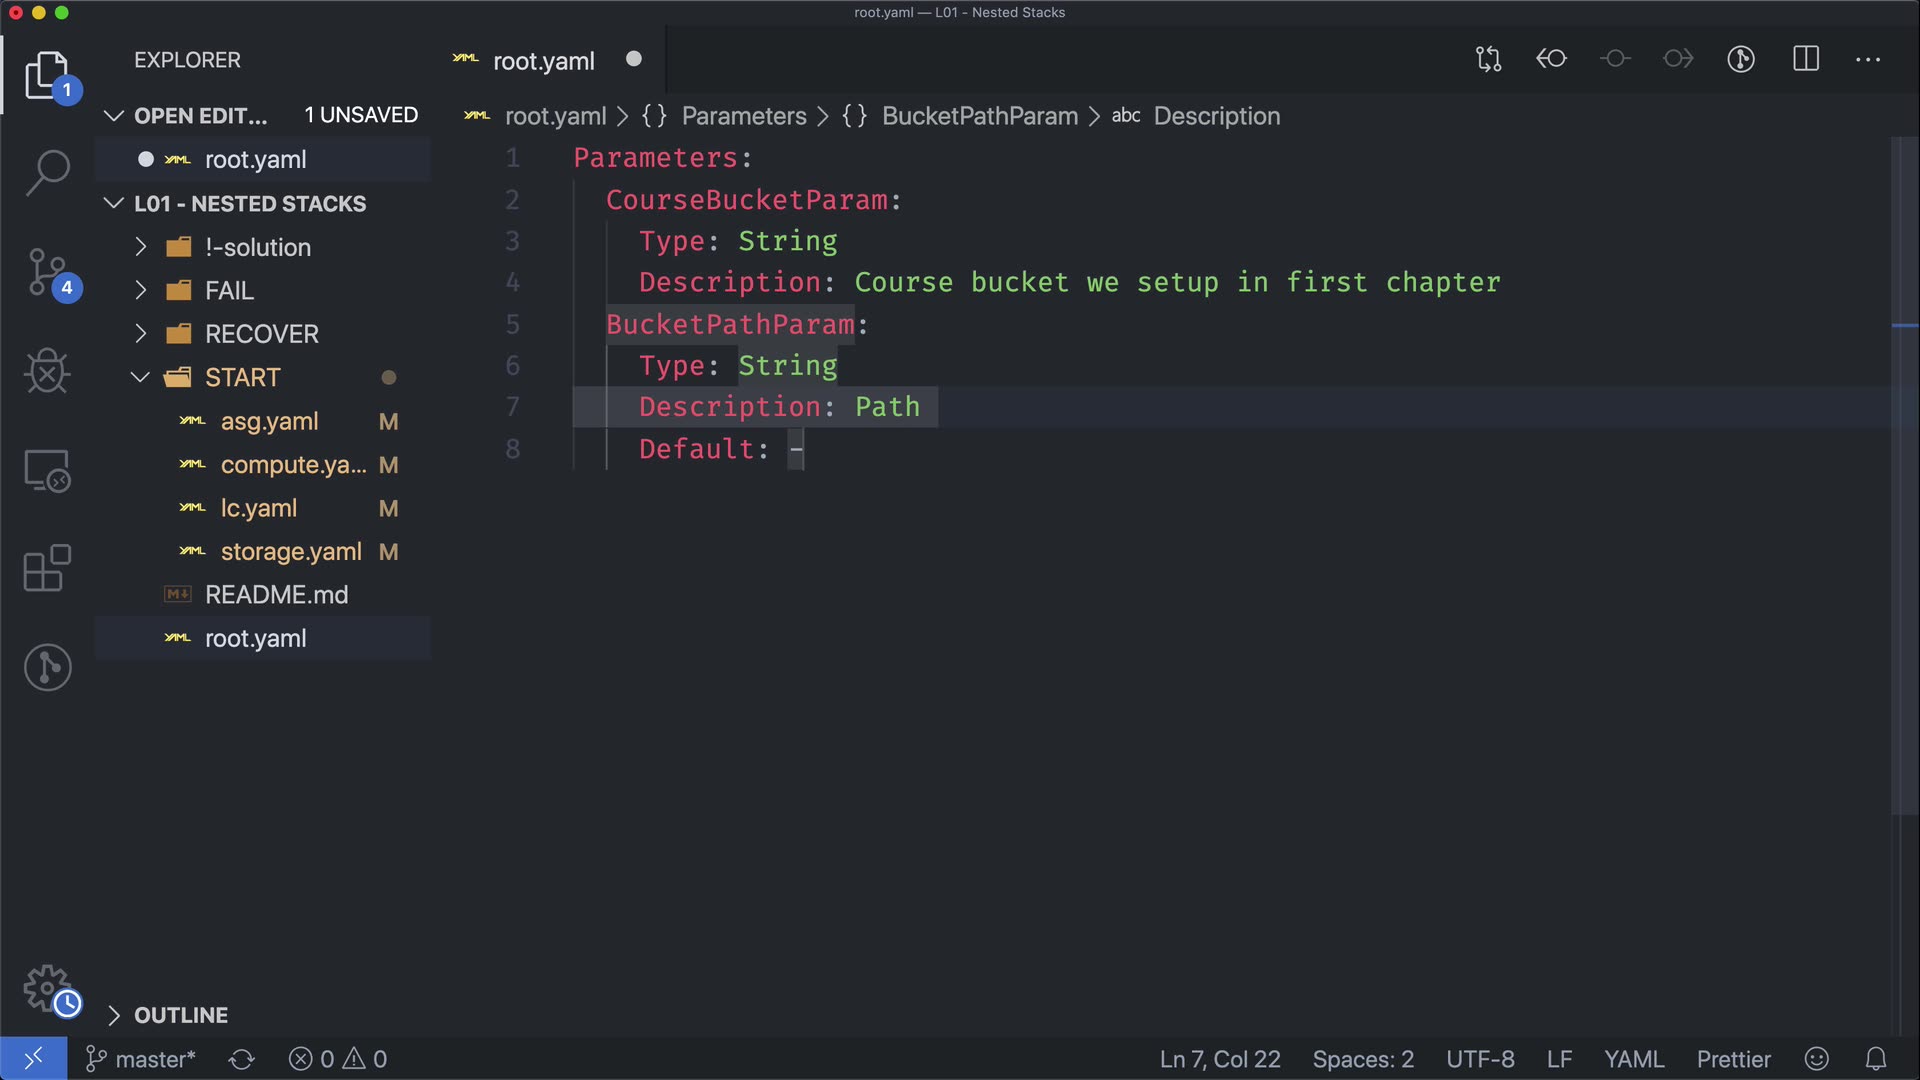 root.yaml — L01 - Nested Stacks
EXPLORER
1
OPEN EDIT... 1 UNSAVED
root.yaml
L01 - NESTED STACKS
!-solution
FAIL
RECOVER
START
asg.yaml M
compute.ya... M
lc.yaml M
storage.yaml M
README.md
root.yaml
4
OUTLINE
root.yaml
root.yaml > {} Parameters > {} BucketPathParam > abc Description
1 Parameters:
2 CourseBucketParam:
3 Type: String
4 Description: Course bucket we setup in first chapter
5 BucketPathParam:
6 Type: String
7 Description: Path
8 Default: -
master* 0 0 Ln 7, Col 22 Spaces: 2 UTF-8 LF YAML Prettier